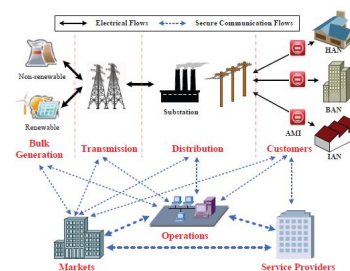 Electrical Flows
Secure Communication Flows
HAN
Non-renewable
Renewable
Substation
BAN
AMI
IAN
Bulk
Generation
Transmission
Distribution
Customers
Operations
Markets
Service Providers